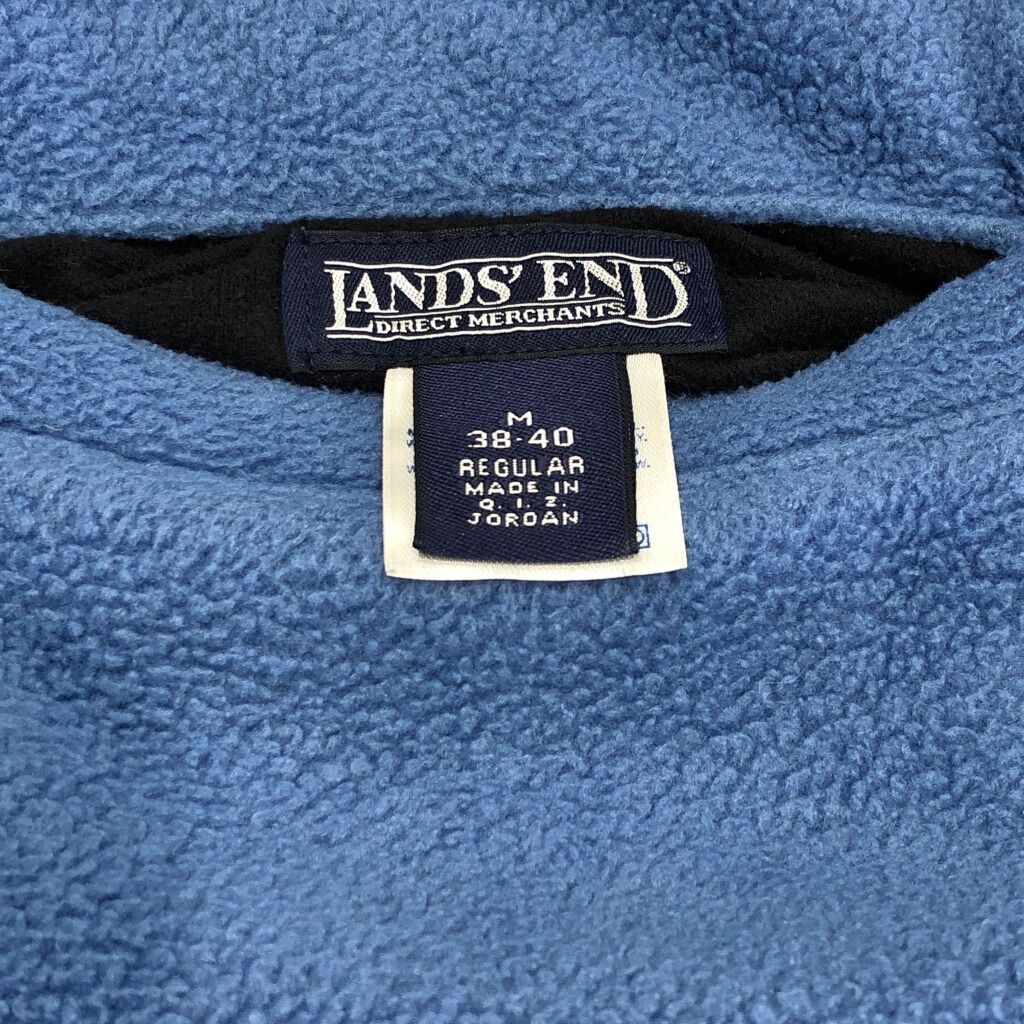 LANDS' END
DIRECT MERCHANTS
M
38-40
REGULAR
MADE IN
Q. I. Z.
JORDAN